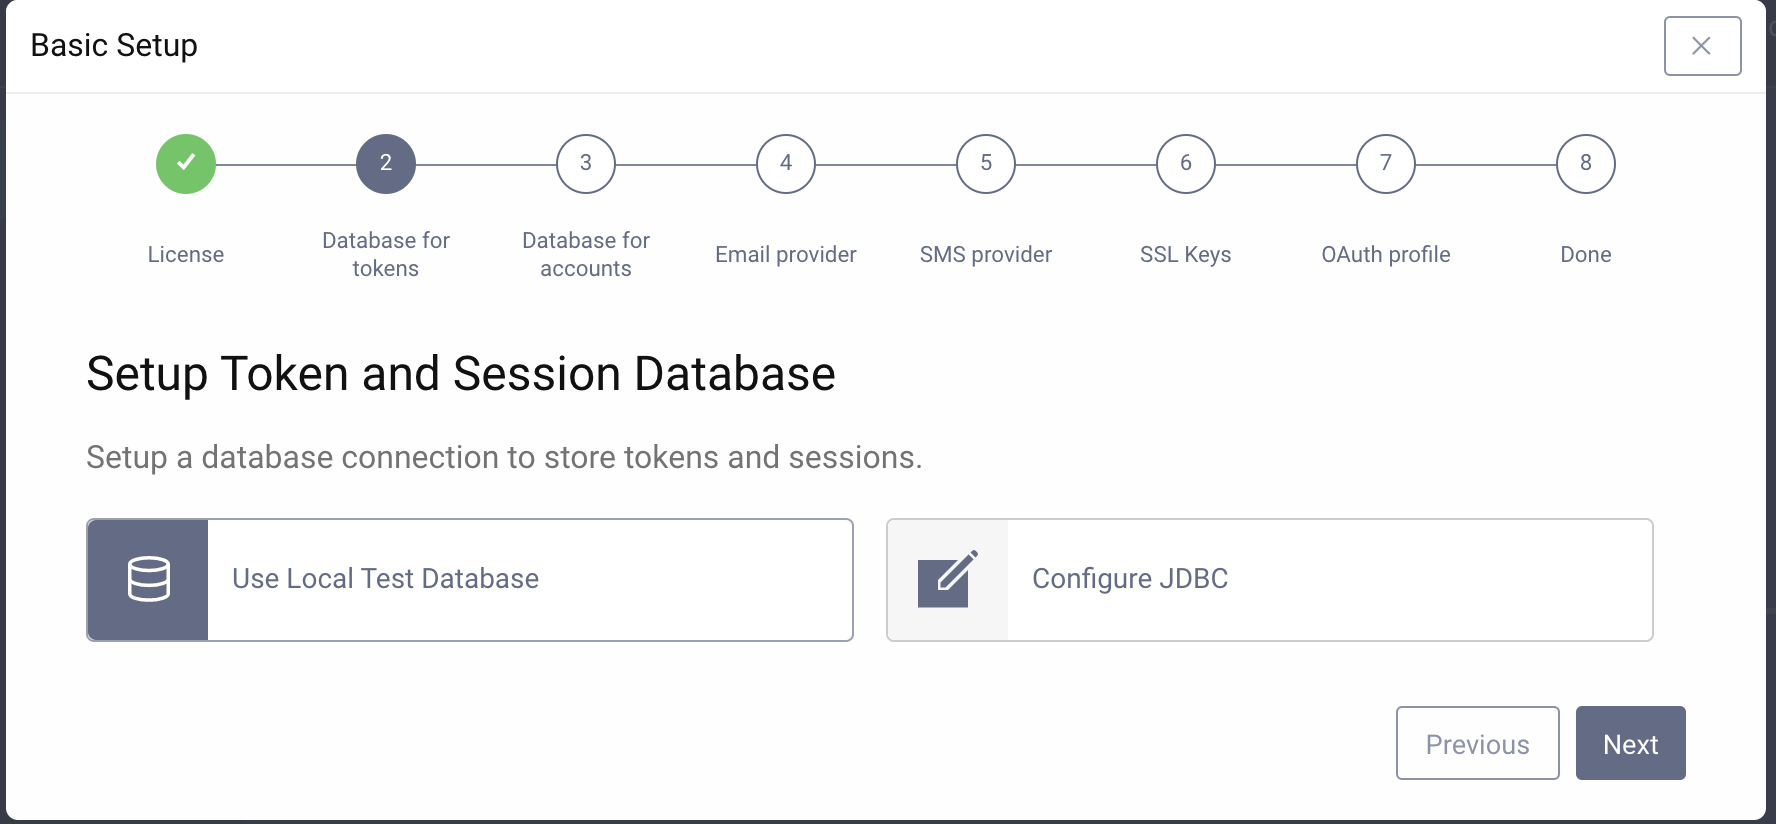 Basic Setup
2
3
4
5
6
7
8
License
Database for
tokens
Database for
accounts
Email provider
SMS provider
SSL Keys
OAuth profile
Done
Setup Token and Session Database
Setup a database connection to store tokens and sessions.
Use Local Test Database
Configure JDBC
Previous
Next